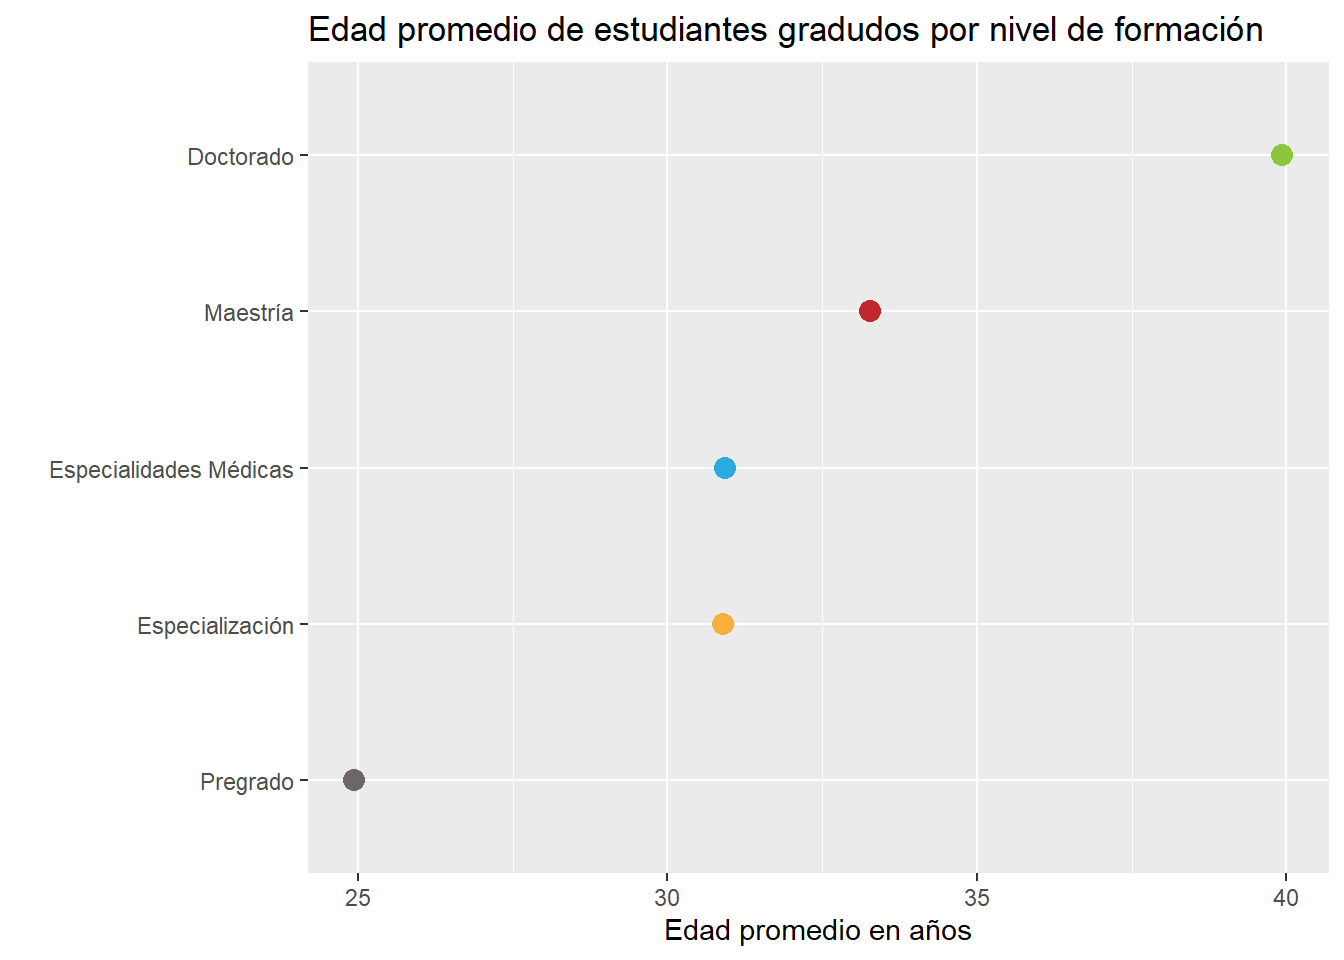 Edad promedio de estudiantes gradudos por nivel de formación
Doctorado
Maestría
Especialidades Médicas
Especialización
Pregrado
25 30 35 40
Edad promedio en años